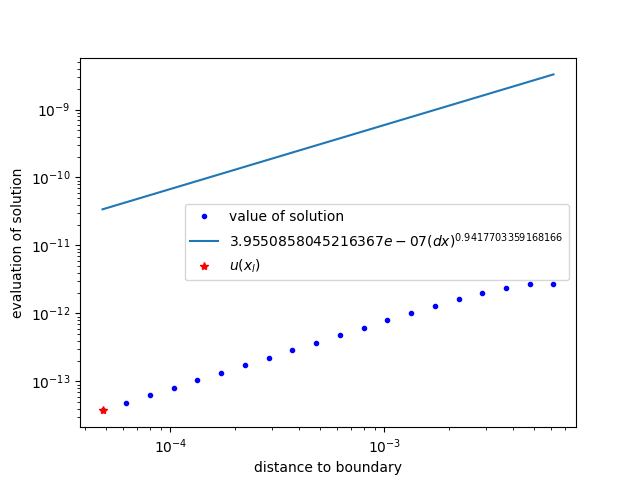 10⁻⁹
10⁻¹⁰
10⁻¹¹
10⁻¹²
10⁻¹³
evaluation of solution
value of solution
3.9550858045216367e − 07(dx)^0.9417703359168166
u(x_l)
10⁻⁴
10⁻³
distance to boundary